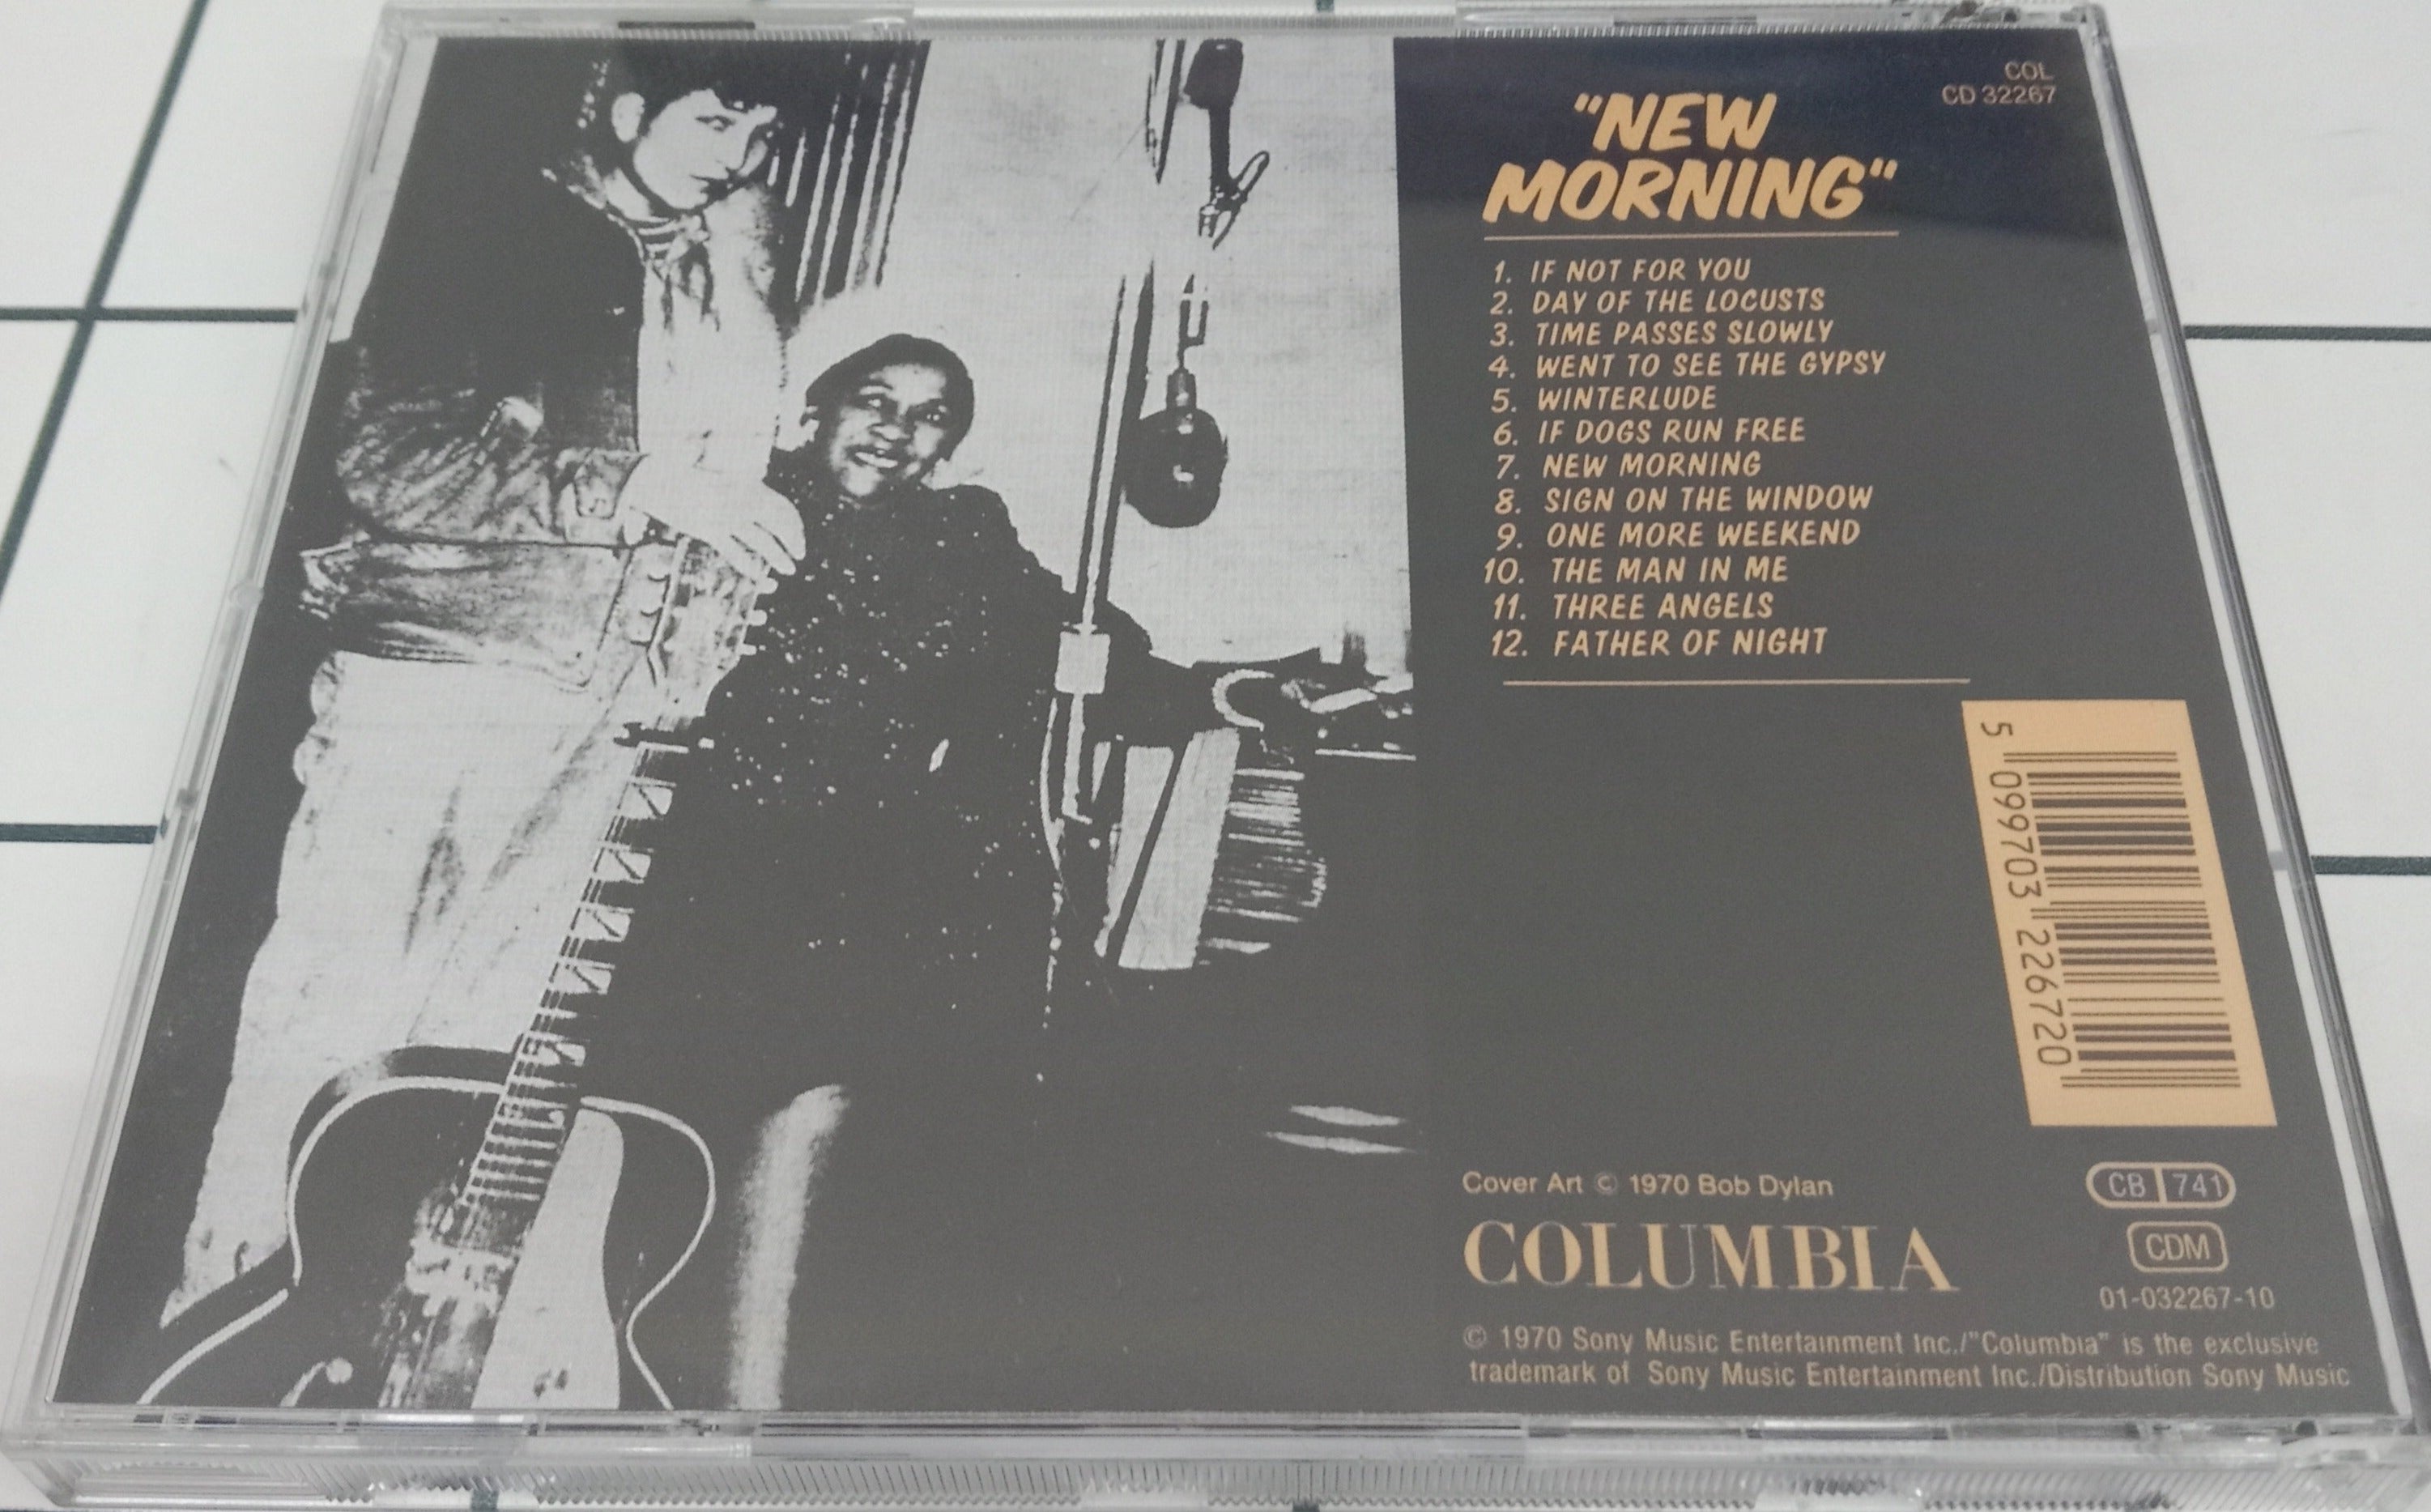 COL
CD 32267
"NEW
MORNING"
1. IF NOT FOR YOU
2. DAY OF THE LOCUSTS
3. TIME PASSES SLOWLY
4. WENT TO SEE THE GYPSY
5. WINTERLUDE
6. IF DOGS RUN FREE
7. NEW MORNING
8. SIGN ON THE WINDOW
9. ONE MORE WEEKEND
10. THE MAN IN ME
11. THREE ANGELS
12. FATHER OF NIGHT
5 099703 226720
Cover Art © 1970 Bob Dylan
COLUMBIA
CB 741
CDM
01-032267-10
© 1970 Sony Music Entertainment Inc./"Columbia" is the exclusive
trademark of Sony Music Entertainment Inc./Distribution Sony Music